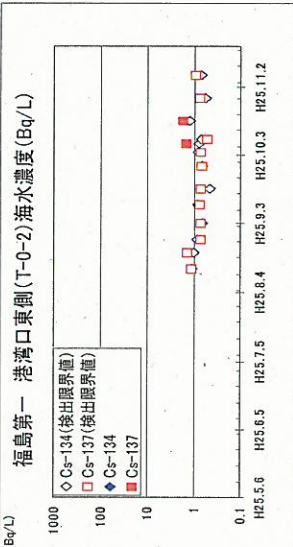 福島第一 港湾口東側(T-0-2)海水濃度(Bq/L)
Bq/L)
◇Cs-134(検出限界値)
□Cs-137(検出限界値)
◆Cs-134
■Cs-137
1000
100
10
1
0.1
H25.5.6
H25.6.5
H25.7.5
H25.8.4
H25.9.3
H25.10.3
H25.11.2